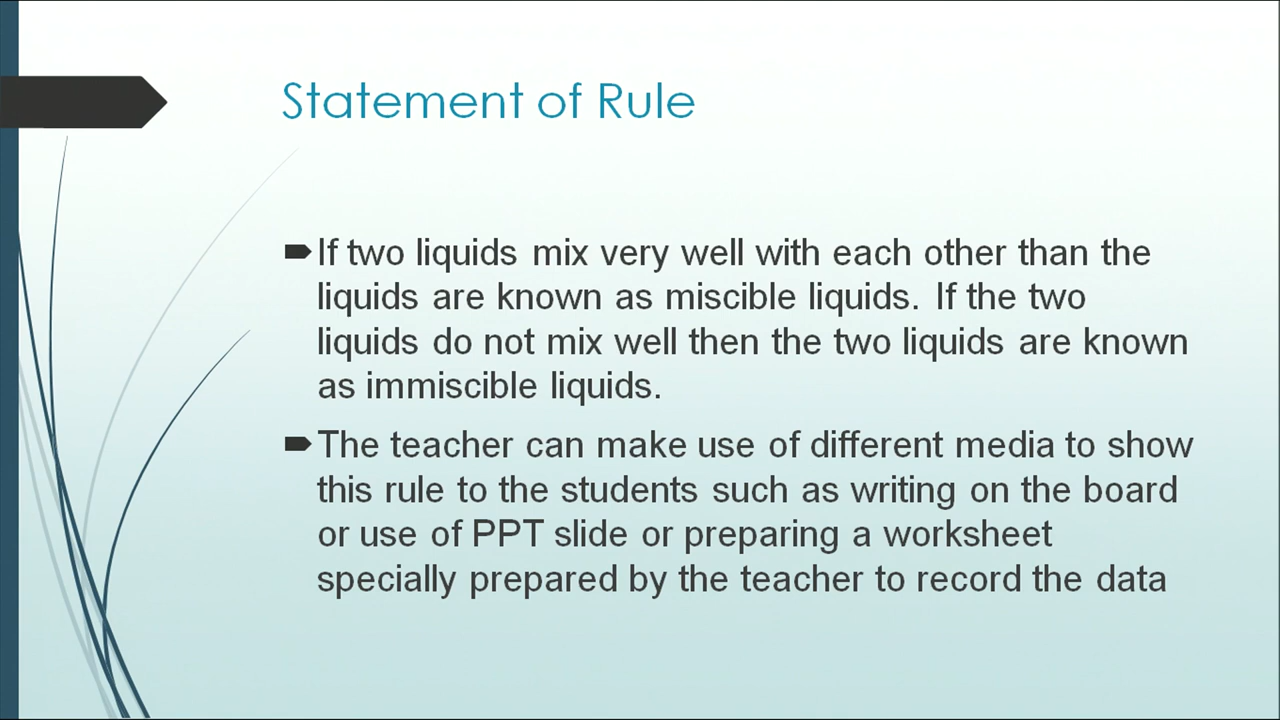 Statement of Rule
If two liquids mix very well with each other than the
liquids are known as miscible liquids. If the two
liquids do not mix well then the two liquids are known
as immiscible liquids.
The teacher can make use of different media to show
this rule to the students such as writing on the board
or use of PPT slide or preparing a worksheet
specially prepared by the teacher to record the data